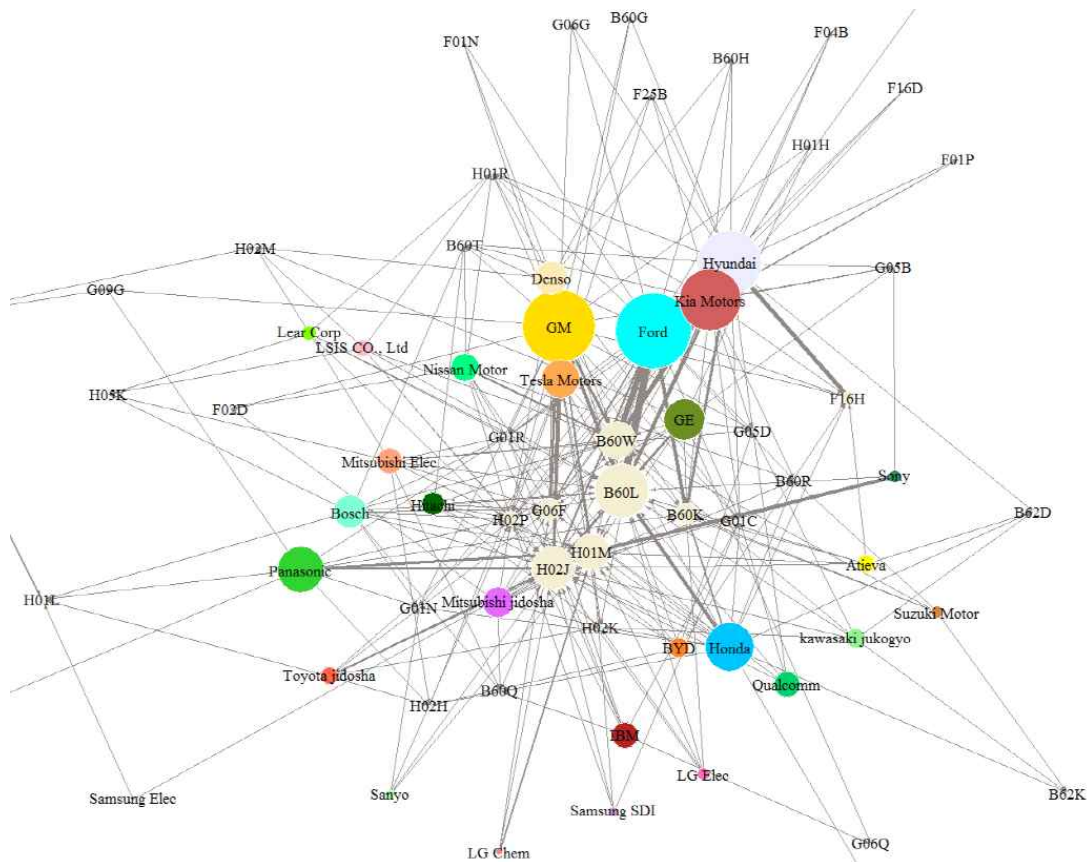 B60G
G06G
F04B
F01N
B60H
F16D
F25B
H01H
F01P
H01R
B60T
H02M
Hyundai
G05B
Denso
G09G
Kia Motors
GM
Ford
Lear Corp
LSIS CO., Ltd
Nissan Motor
Tesla Motors
H05K
F16H
F02D
GE
G05D
G01R
B60W
Mitsubishi Elec
Sony
B60R
B60L
Hitachi
Bosch
G06F
B60K
B62D
H02P
G01C
H01M
Atieva
H02J
Panasonic
H01L
Mitsubishi jidosha
G01N
Suzuki Motor
H02K
kawasaki jukogyo
BYD
Honda
Toyota jidosha
Qualcomm
B60Q
H02H
IBM
LG Elec
B62K
Sanyo
Samsung Elec
Samsung SDI
G06Q
LG Chem